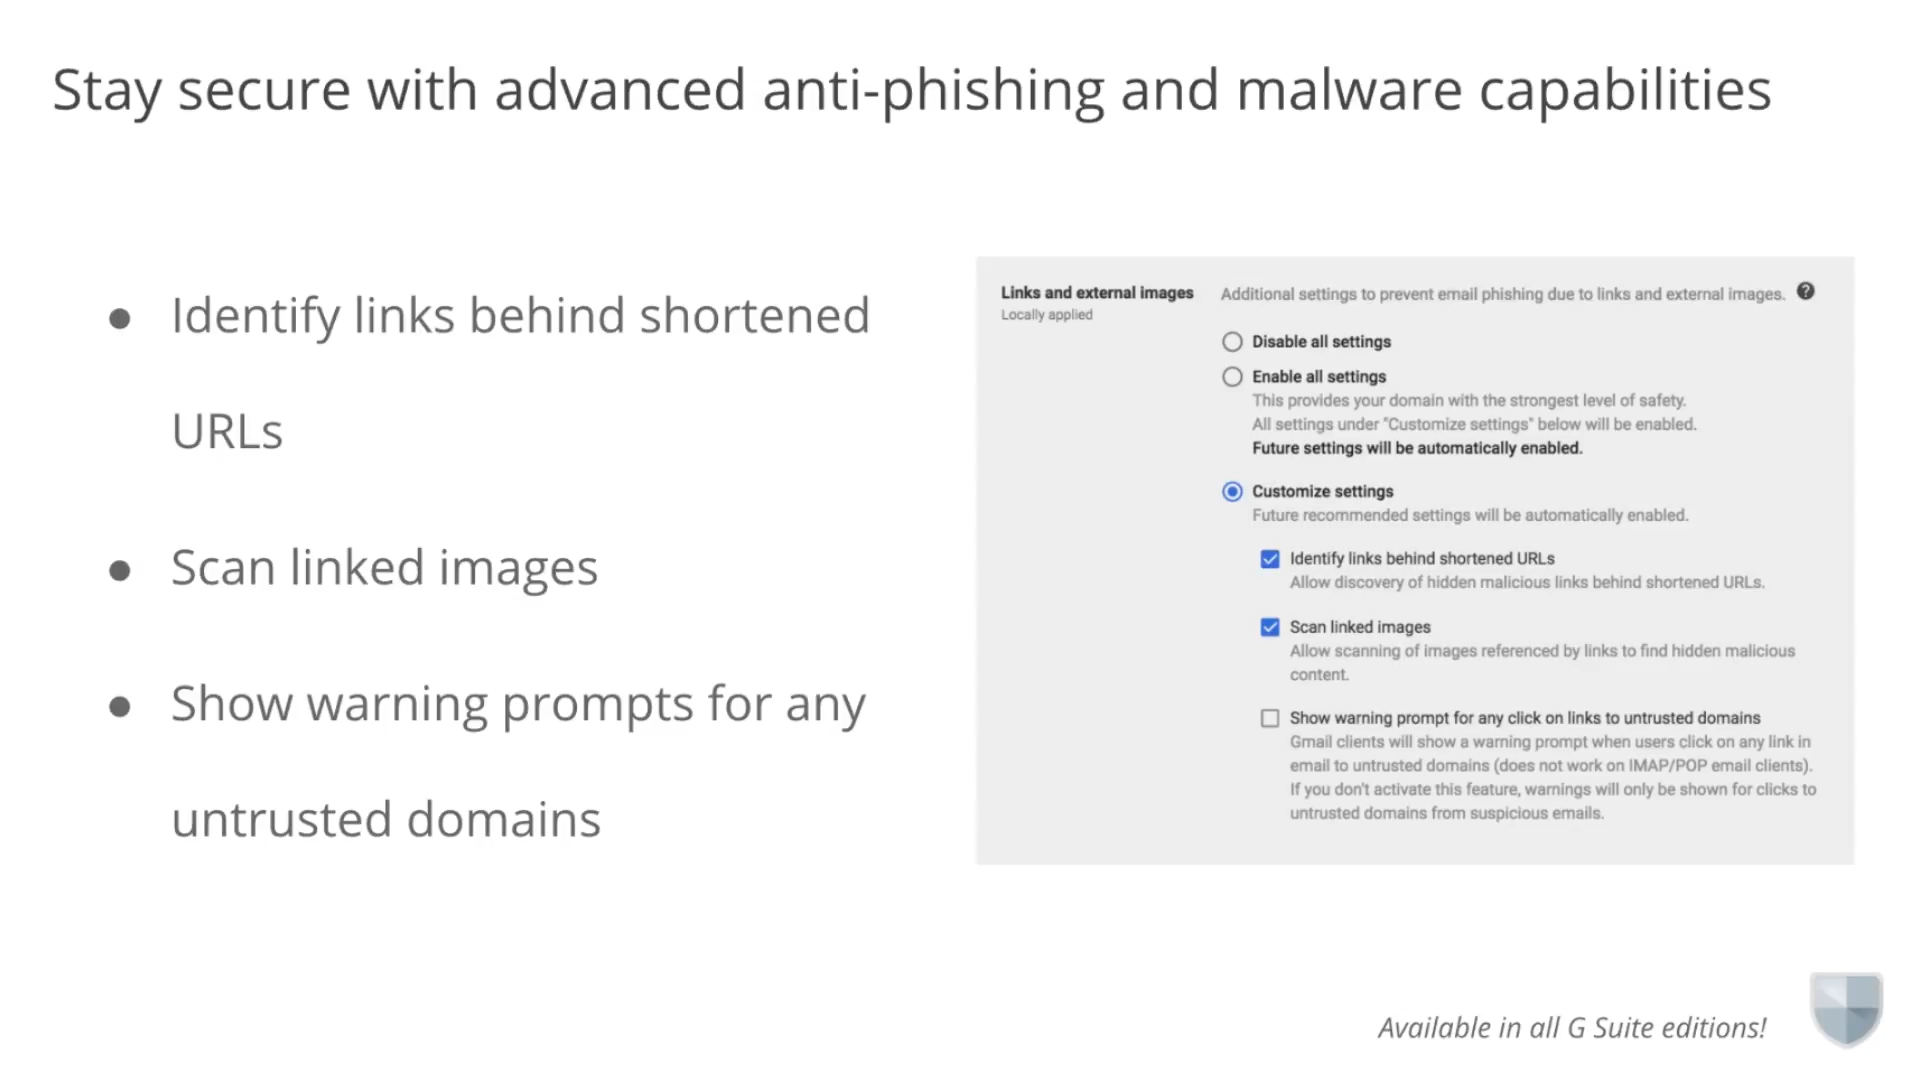 Stay secure with advanced anti-phishing and malware capabilities
● Identify links behind shortened
URLs
● Scan linked images
● Show warning prompts for any
untrusted domains
Links and external images
Locally applied
Additional settings to prevent email phishing due to links and external images. ?
Disable all settings
Enable all settings
This provides your domain with the strongest level of safety.
All settings under "Customize settings" below will be enabled.
Future settings will be automatically enabled.
Customize settings
Future recommended settings will be automatically enabled.
Identify links behind shortened URLs
Allow discovery of hidden malicious links behind shortened URLs.
Scan linked images
Allow scanning of images referenced by links to find hidden malicious
content.
Show warning prompt for any click on links to untrusted domains
Gmail clients will show a warning prompt when users click on any link in
email to untrusted domains (does not work on IMAP/POP email clients).
If you don't activate this feature, warnings will only be shown for clicks to
untrusted domains from suspicious emails.
Available in all G Suite editions!